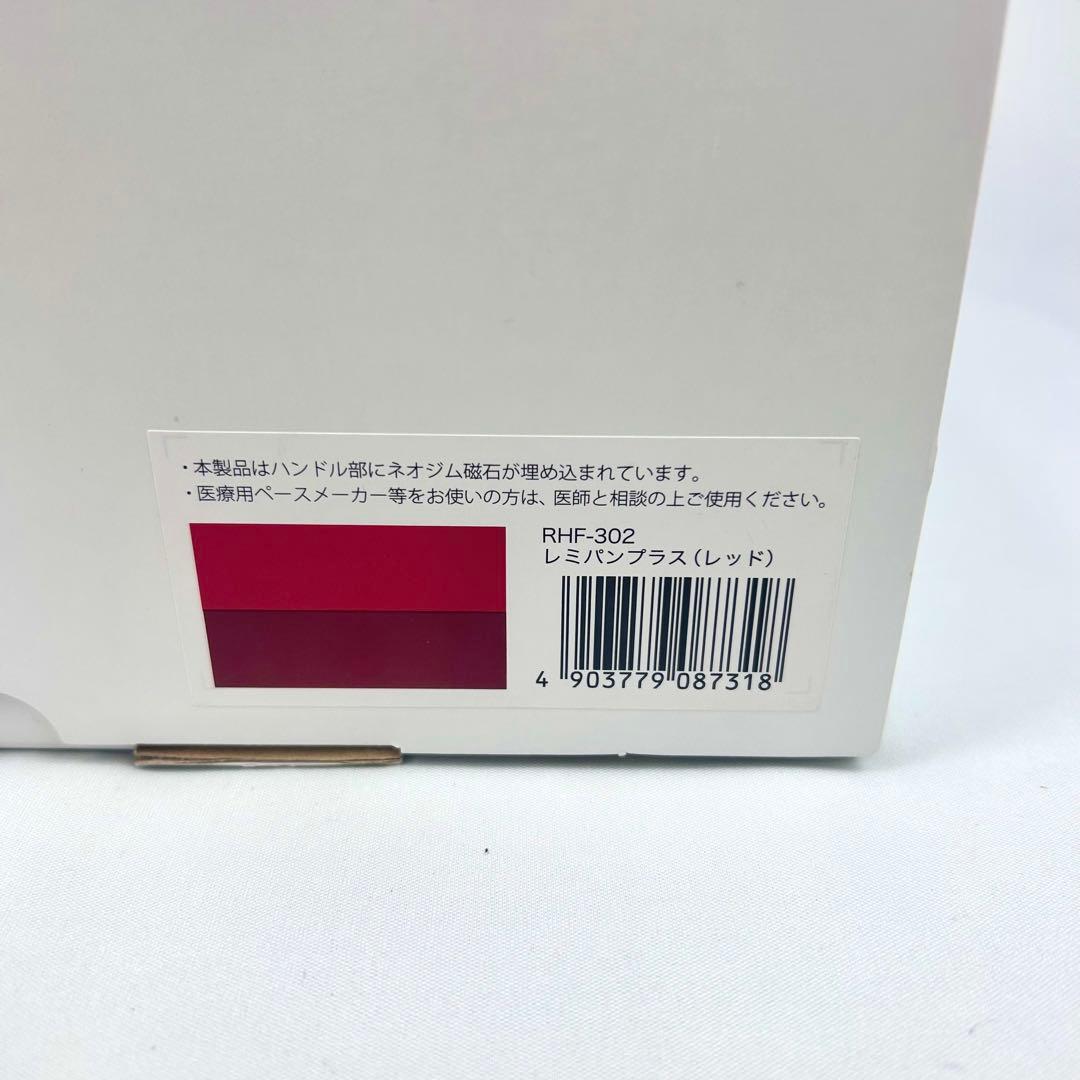 ・本製品はハンドル部にネオジム磁石が埋め込まれています。
・医療用ペースメーカー等をお使いの方は、医師と相談の上ご使用ください。
RHF-302
レミパンプラス（レッド）
4 903779 087318